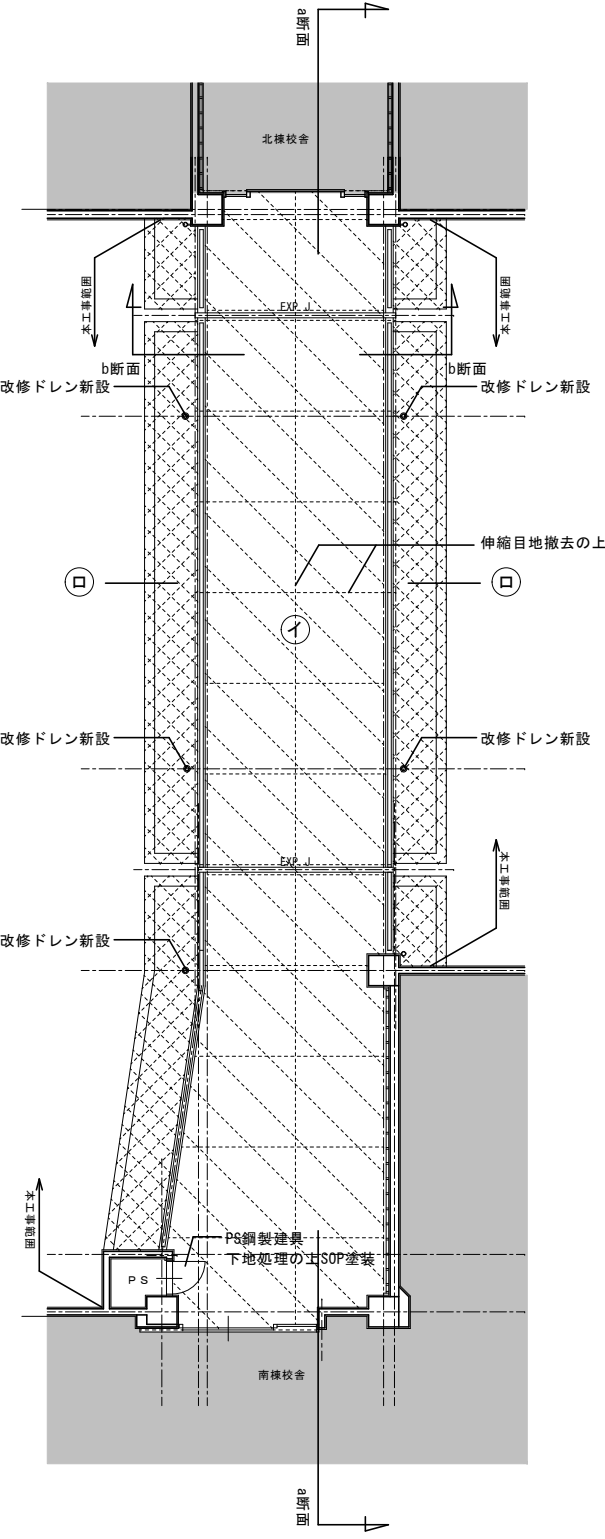 a断面
北棟校舎
本工事範囲
本工事範囲
EXP.J
b断面
b断面
改修ドレン新設
改修ドレン新設
伸縮目地撤去の上
ロ
ロ
イ
改修ドレン新設
改修ドレン新設
EXP.J
本工事範囲
改修ドレン新設
本工事範囲
PS鋼製建具
下地処理の上SOP塗装
PS
南棟校舎
a断面